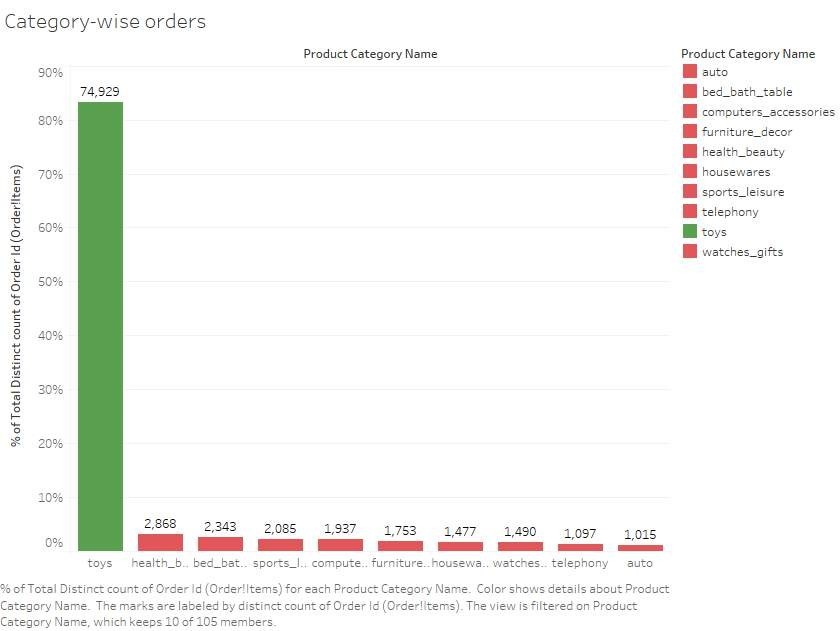 Category-wise orders
Product Category Name
Product Category Name
auto
bed_bath_table
computers_accessories
furniture_decor
health_beauty
housewares
sports_leisure
telephony
toys
watches_gifts
% of Total Distinct count of Order Id (Order!Items)
90%
80%
70%
60%
50%
40%
30%
20%
10%
0%
74,929
2,868
2,343
2,085
1,937
1,753
1,477
1,490
1,097
1,015
toys
health_b..
bed_bat..
sports_l..
compute..
furniture..
housewa..
watches..
telephony
auto
% of Total Distinct count of Order Id (Order!Items) for each Product Category Name.  Color shows details about Product
Category Name.  The marks are labeled by distinct count of Order Id (Order!Items). The view is filtered on Product
Category Name, which keeps 10 of 105 members.